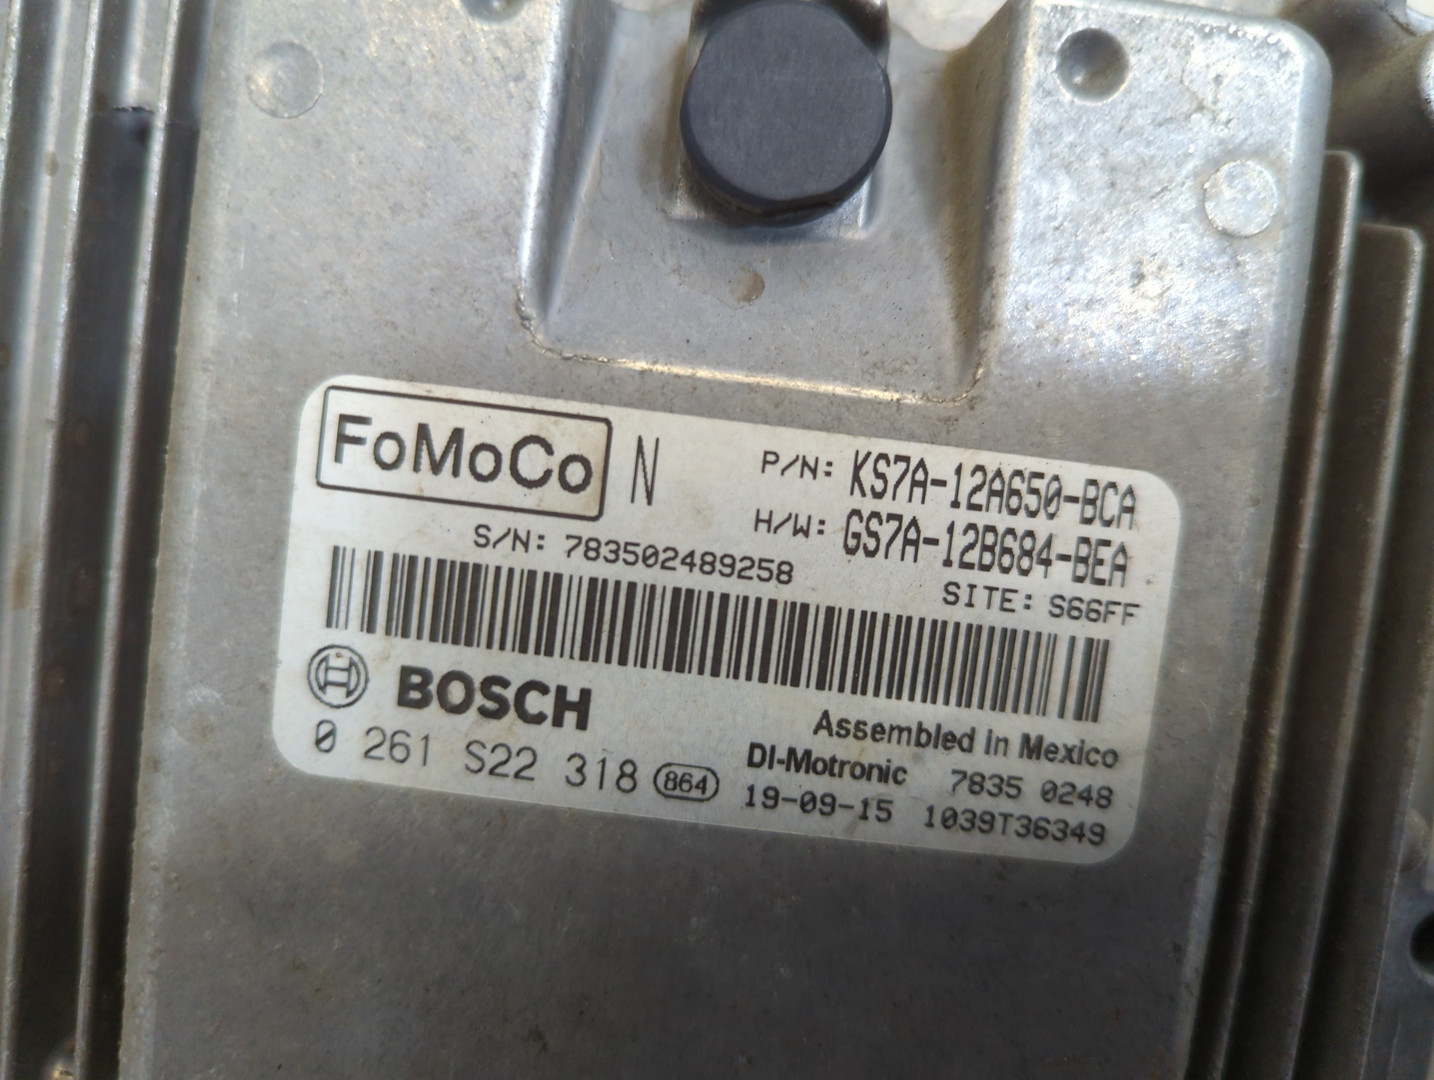 FoMoCo N P/N: KS7A-12A650-BCA
H/W: GS7A-12B684-BEA
S/N: 783502489258
SITE: S66FF
BOSCH
Assembled in Mexico
0 261 S22 318 864 DI-Motronic 7835 0248
19-09-15 1039T36349